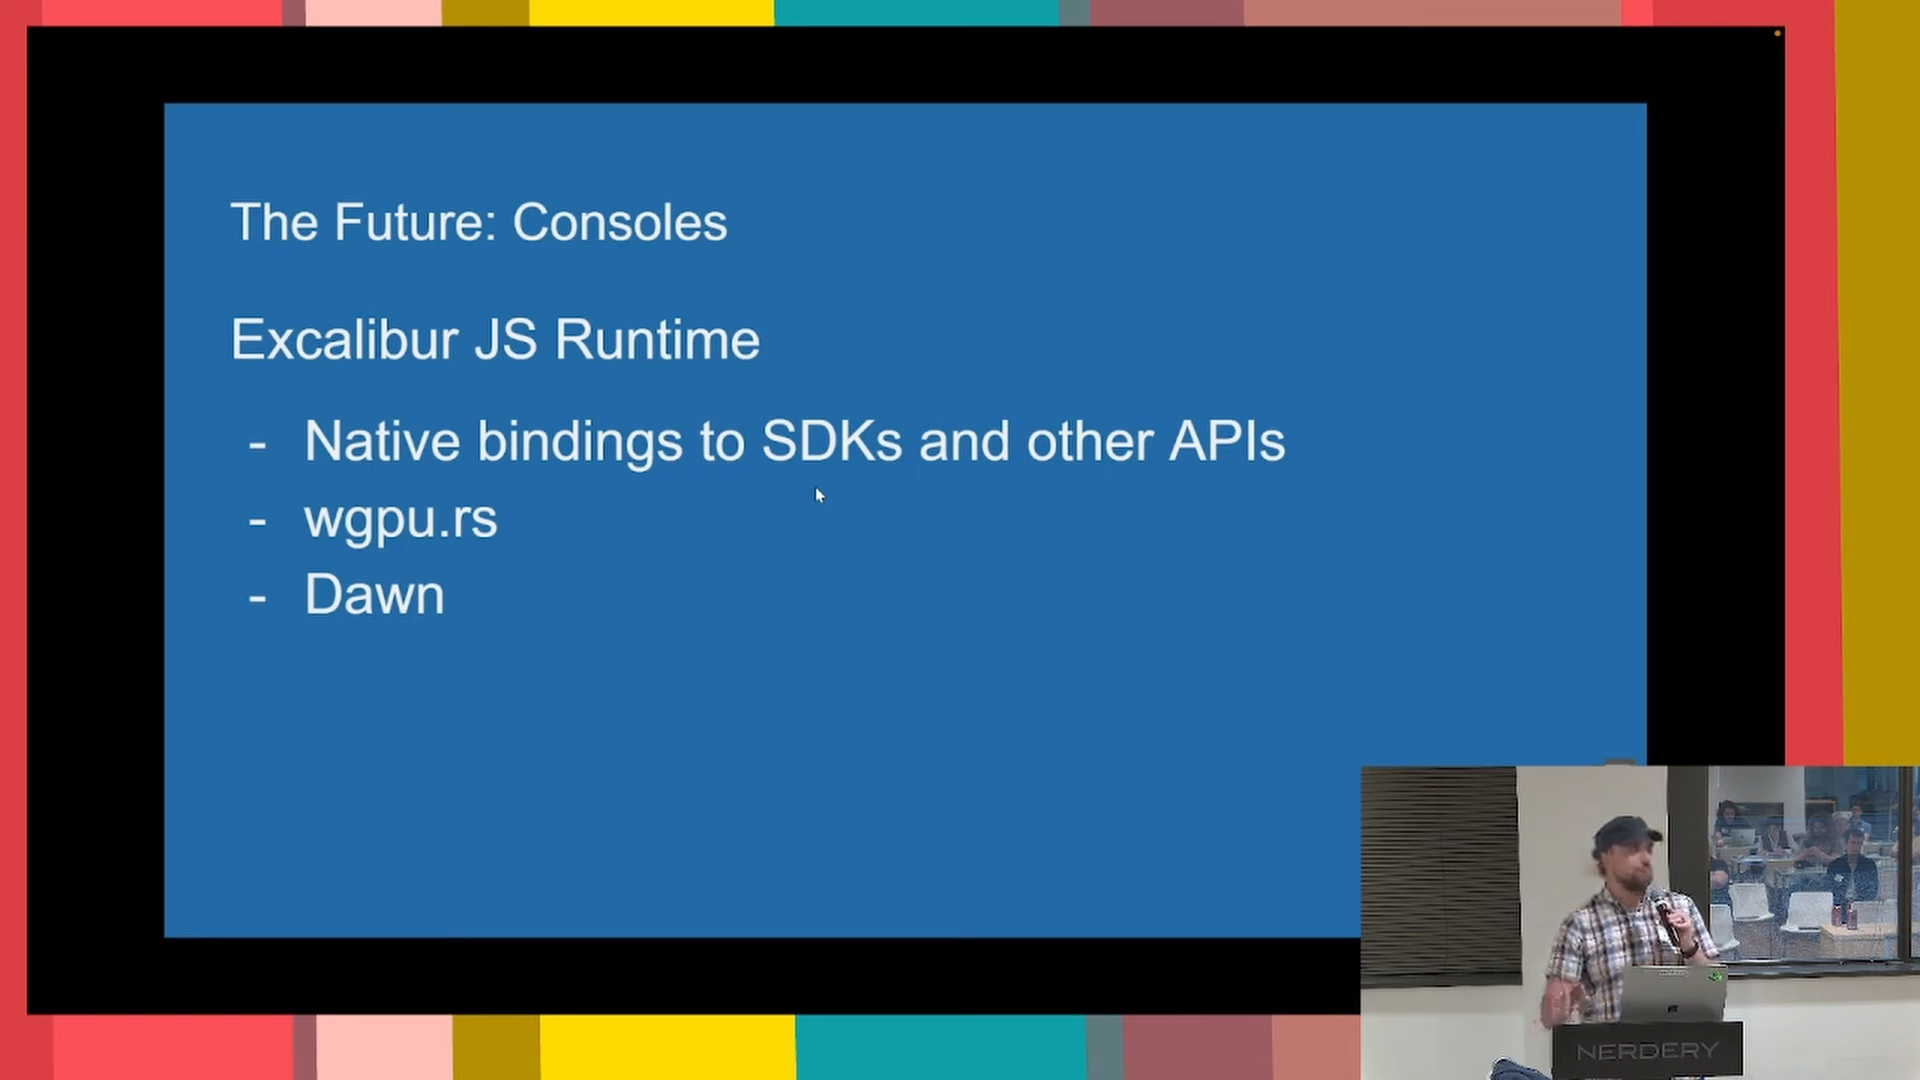 The Future: Consoles
Excalibur JS Runtime
- Native bindings to SDKs and other APIs
- wgpu.rs
- Dawn
NERDERY